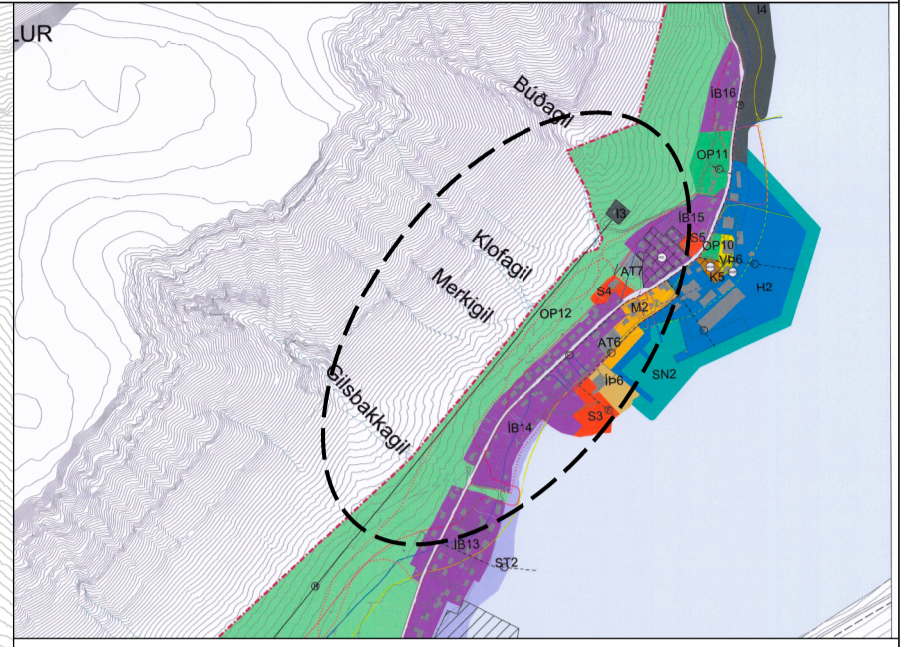 LUR
I4
ÍB16
Búðagil
OP11
I3
ÍB15
S5
OP10
VÞ6
K5
H2
Klofagil
AT7
Merkigil
S4
M2
OP12
AT6
SN2
ÍÞ6
Gilsbakkagil
S3
ÍB14
ÍB13
ST2